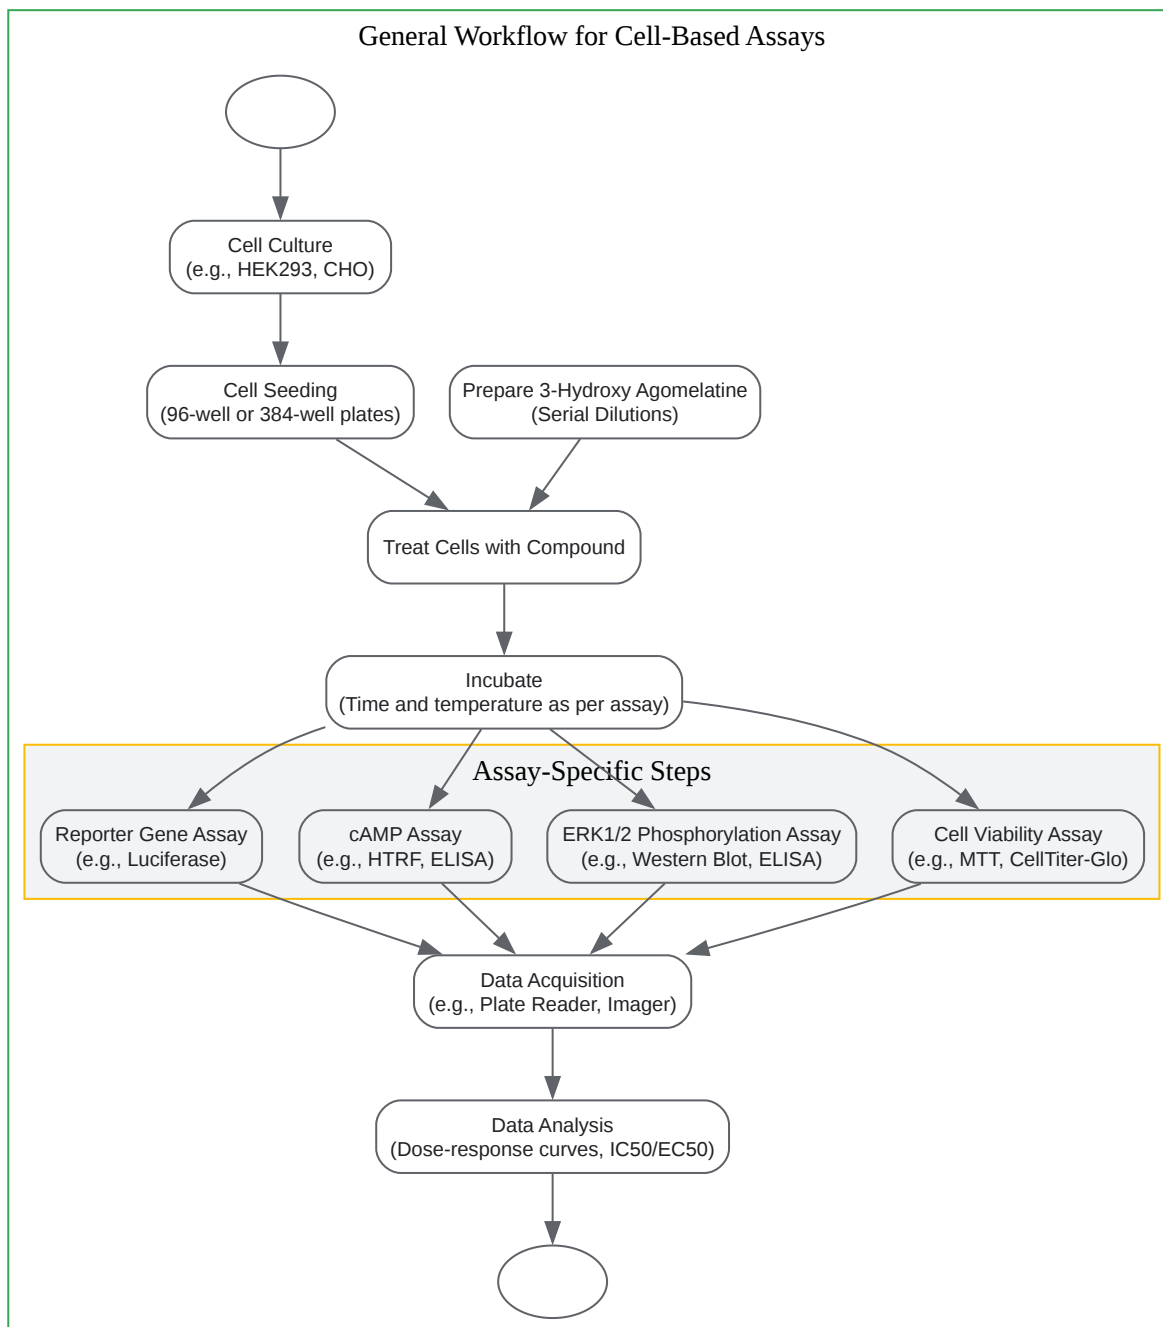 General Workflow for Cell-Based Assays
Cell Culture
(e.g., HEK293, CHO)
Cell Seeding
(96-well or 384-well plates)
Prepare 3-Hydroxy Agomelatine
(Serial Dilutions)
Treat Cells with Compound
Incubate
(Time and temperature as per assay)
Assay-Specific Steps
Reporter Gene Assay
(e.g., Luciferase)
cAMP Assay
(e.g., HTRF, ELISA)
ERK1/2 Phosphorylation Assay
(e.g., Western Blot, ELISA)
Cell Viability Assay
(e.g., MTT, CellTiter-Glo)
Data Acquisition
(e.g., Plate Reader, Imager)
Data Analysis
(Dose-response curves, IC50/EC50)